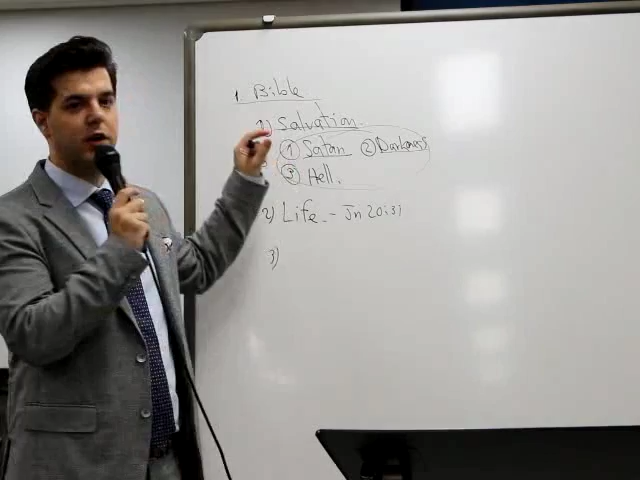 1. Bible
1) Salvation
① Satan ② Darkness
③ Hell.
2) Life. - Jn 20:31
3)